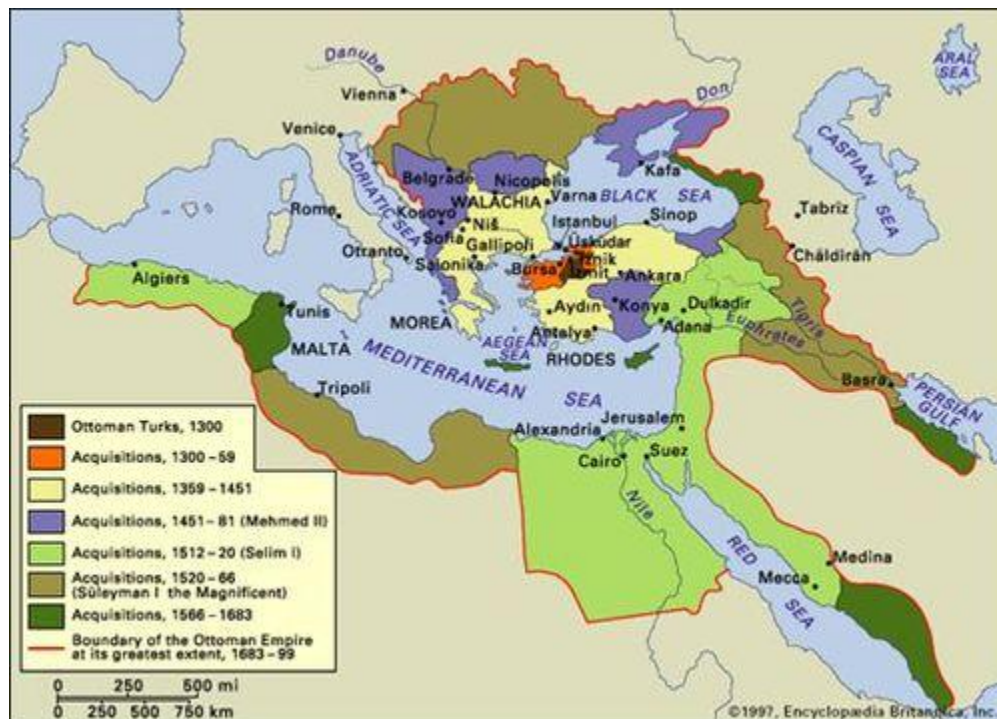 ARAL
SEA
Danube
Don
Vienna
Venice
CASPIAN
SEA
ADRIATIC SEA
Belgrade
Nicopolis
Kafa
WALACHIA
Varna
BLACK SEA
Rome
Kosovo
Niš
Istanbul
Sinop
Tabrīz
Sofia
Otranto
Gallipoli
Üsküdar
Chāldirān
Salonika
Bursa
İznik
İzmit
Ankara
Algiers
Tunis
Aydın
Konya
Dulkadir
Tigris
MOREA
Antalya
Adana
Euphrates
MALTA
AEGEAN
SEA
RHODES
MEDITERRANEAN
SEA
Basra
PERSIAN
GULF
Tripoli
Jerusalem
Alexandria
Cairo
Suez
Nile
RED
SEA
Medina
Mecca
Ottoman Turks, 1300
Acquisitions, 1300–59
Acquisitions, 1359–1451
Acquisitions, 1451–81 (Mehmed II)
Acquisitions, 1512–20 (Selim I)
Acquisitions, 1520–66
(Süleyman I the Magnificent)
Acquisitions, 1566–1683
Boundary of the Ottoman Empire
at its greatest extent, 1683–99
0 250 500 mi
0 250 500 750 km
©1997, Encyclopædia Britannica, Inc.